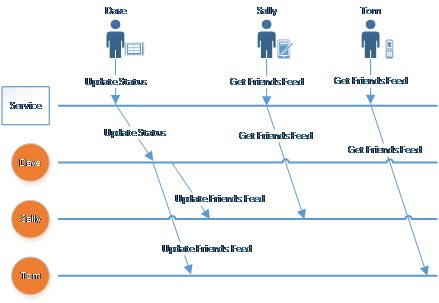 Dave
Sally
Tom
Update Status
Get Friends Feed
Get Friends Feed
Service
Update Status
Get Friends Feed
Get Friends Feed
Dave
Update Friends Feed
Sally
Update Friends Feed
Tom